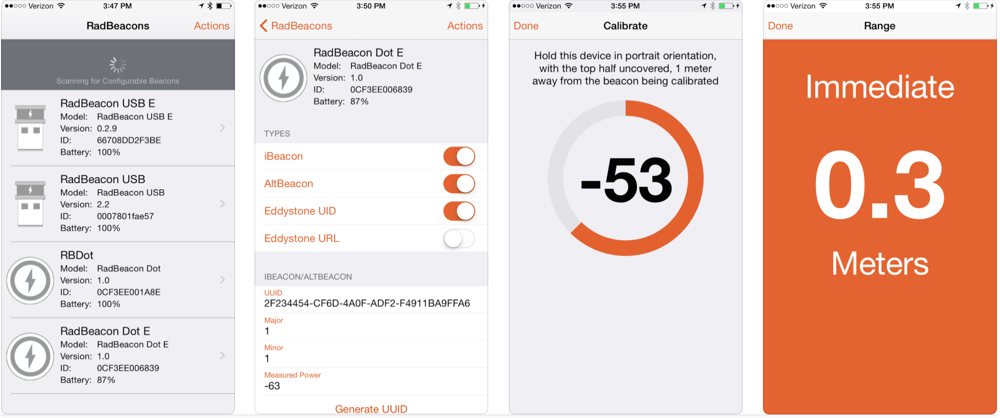 Verizon 3:47 PM
RadBeacons Actions
Scanning for Configurable Beacons
RadBeacon USB E
Model: RadBeacon USB E
Version: 0.2.9
ID: 66708DD2F3BE
Battery: 100%
RadBeacon USB
Model: RadBeacon USB
Version: 2.2
ID: 0007801fae57
Battery: 100%
RBDot
Model: RadBeacon Dot
Version: 1.0
ID: 0CF3EE001A8E
Battery: 100%
RadBeacon Dot E
Model: RadBeacon Dot E
Version: 1.0
ID: 0CF3EE006839
Battery: 87%
Verizon 3:50 PM
RadBeacons Actions
RadBeacon Dot E
Model: RadBeacon Dot E
Version: 1.0
ID: 0CF3EE006839
Battery: 87%
TYPES
iBeacon
AltBeacon
Eddystone UID
Eddystone URL
IBEACON/ALTBEACON
UUID
2F234454-CF6D-4A0F-ADF2-F4911BA9FFA6
Major
1
Minor
1
Measured Power
-63
Generate UUID
Verizon 3:55 PM
Done Calibrate
Hold this device in portrait orientation,
with the top half uncovered, 1 meter
away from the beacon being calibrated
-53
Verizon 3:55 PM
Done Range
Immediate
0.3
Meters